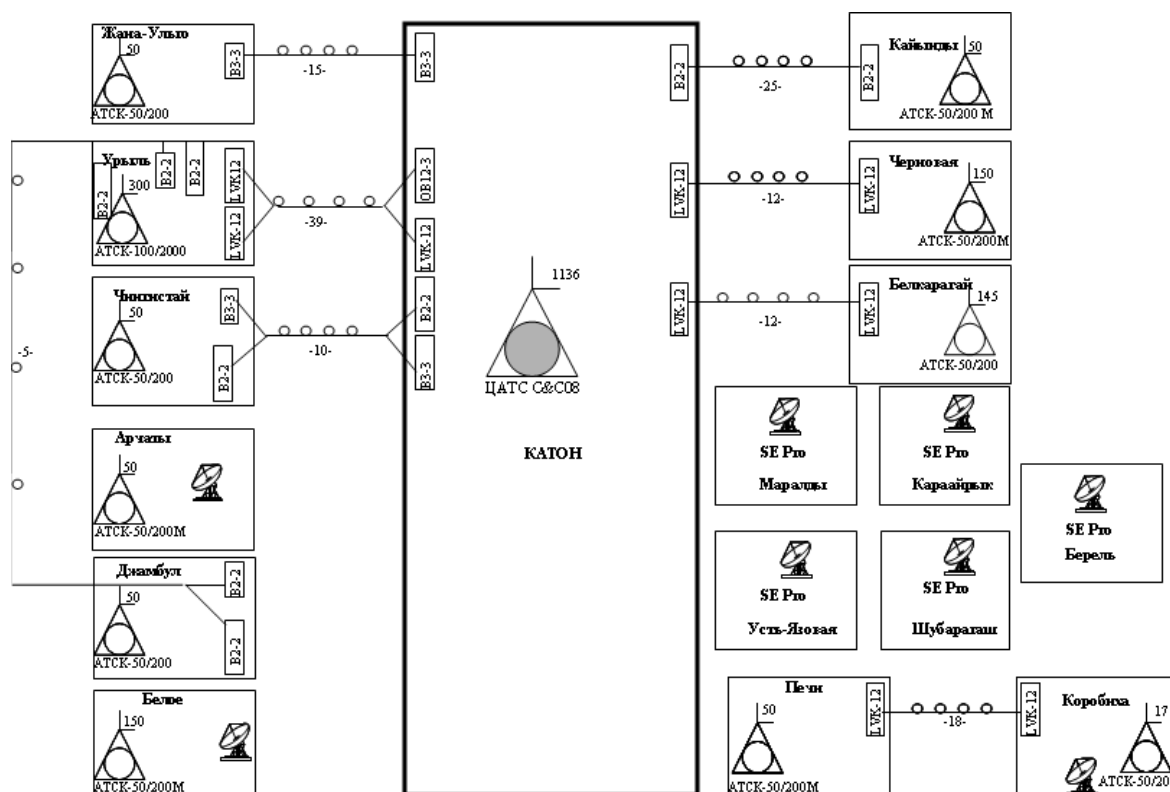 Жана-Ульго
50
АТСК-50/200
В3-3
-15-
В3-3
Урыль
300
АТСК-100/2000
В2-2
В2-2
В2-2
LVK12
LVK-12
-39-
ОВ12-3
LVK-12
Чингистай
50
АТСК-50/200
В3-3
В2-2
-10-
В2-2
В3-3
-5-
Арчаты
50
АТСК-50/200М
Джамбул
50
АТСК-50/200
В2-2
В2-2
Белое
150
АТСК-50/200М
1136
ЦАТС C&C08
КАТОН
В2-2
-25-
В2-2
Кайынды
50
АТСК-50/200 М
LVK-12
-12-
LVK-12
Черновая
150
АТСК-50/200М
LVK-12
-12-
LVK-12
Белкарагай
145
АТСК-50/200
SE Pro
Маралды
SE Pro
Караайрык
SE Pro
Берель
SE Pro
Усть-Язовая
SE Pro
Шубарагаш
Печи
50
АТСК-50/200М
LVK-12
-18-
LVK-12
Коробиха
17
АТСК-50/20